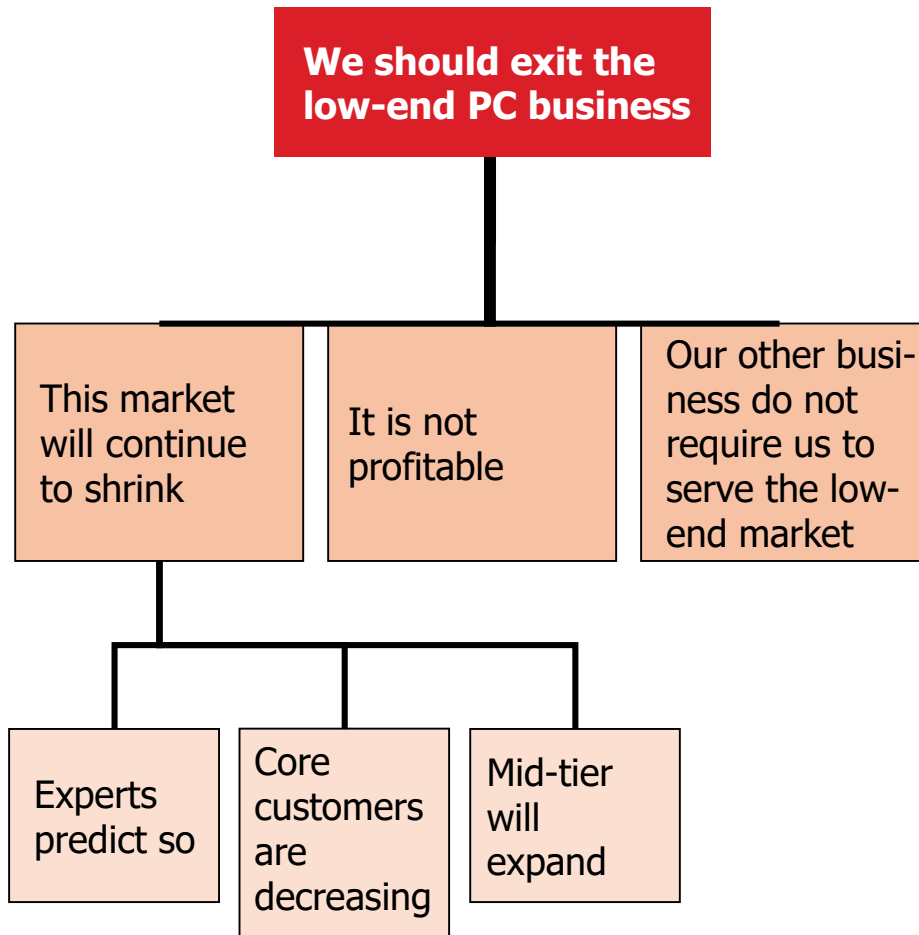 We should exit the
low-end PC business
This market
will continue
to shrink
It is not
profitable
Our other busi-
ness do not
require us to
serve the low-
end market
Experts
predict so
Core
customers
are
decreasing
Mid-tier
will
expand